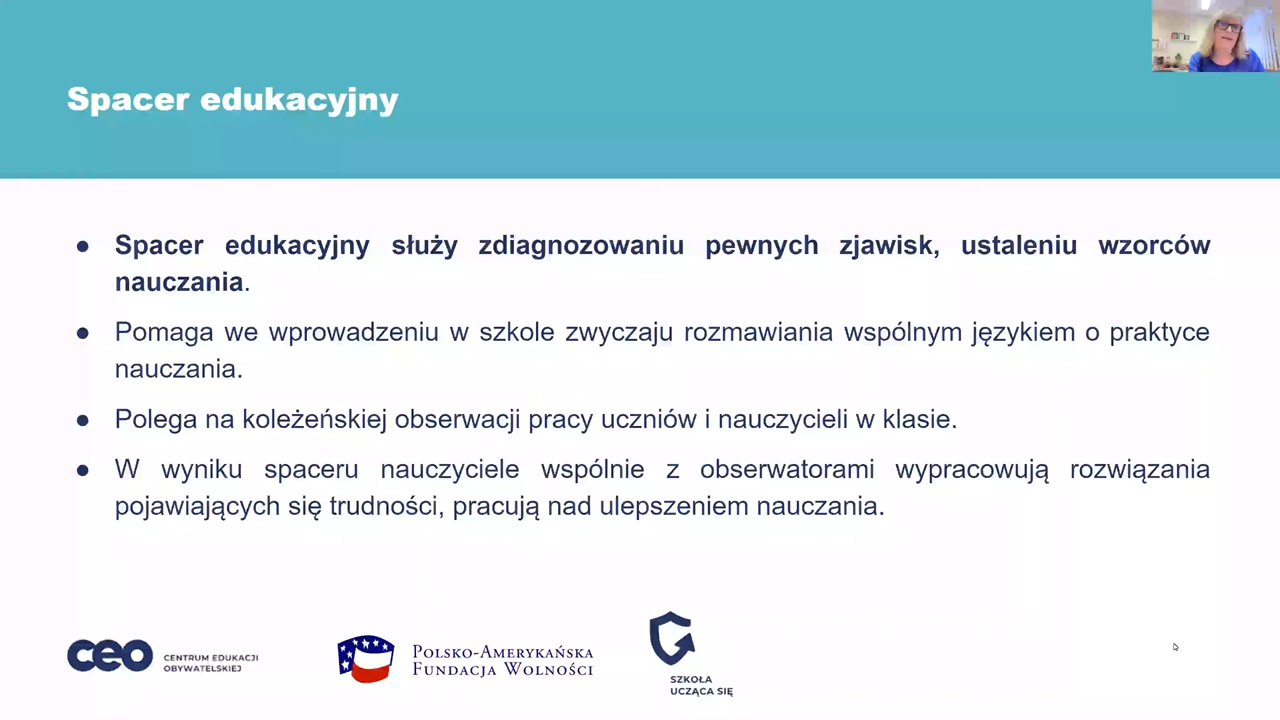 Spacer edukacyjny
● Spacer edukacyjny służy zdiagnozowaniu pewnych zjawisk, ustaleniu wzorców
nauczania.
● Pomaga we wprowadzeniu w szkole zwyczaju rozmawiania wspólnym językiem o praktyce
nauczania.
● Polega na koleżeńskiej obserwacji pracy uczniów i nauczycieli w klasie.
● W wyniku spaceru nauczyciele wspólnie z obserwatorami wypracowują rozwiązania
pojawiających się trudności, pracują nad ulepszeniem nauczania.
ceo
CENTRUM EDUKACJI
OBYWATELSKIEJ
POLSKO-AMERYKAŃSKA
FUNDACJA WOLNOŚCI
SZKOŁA
UCZĄCA SIĘ